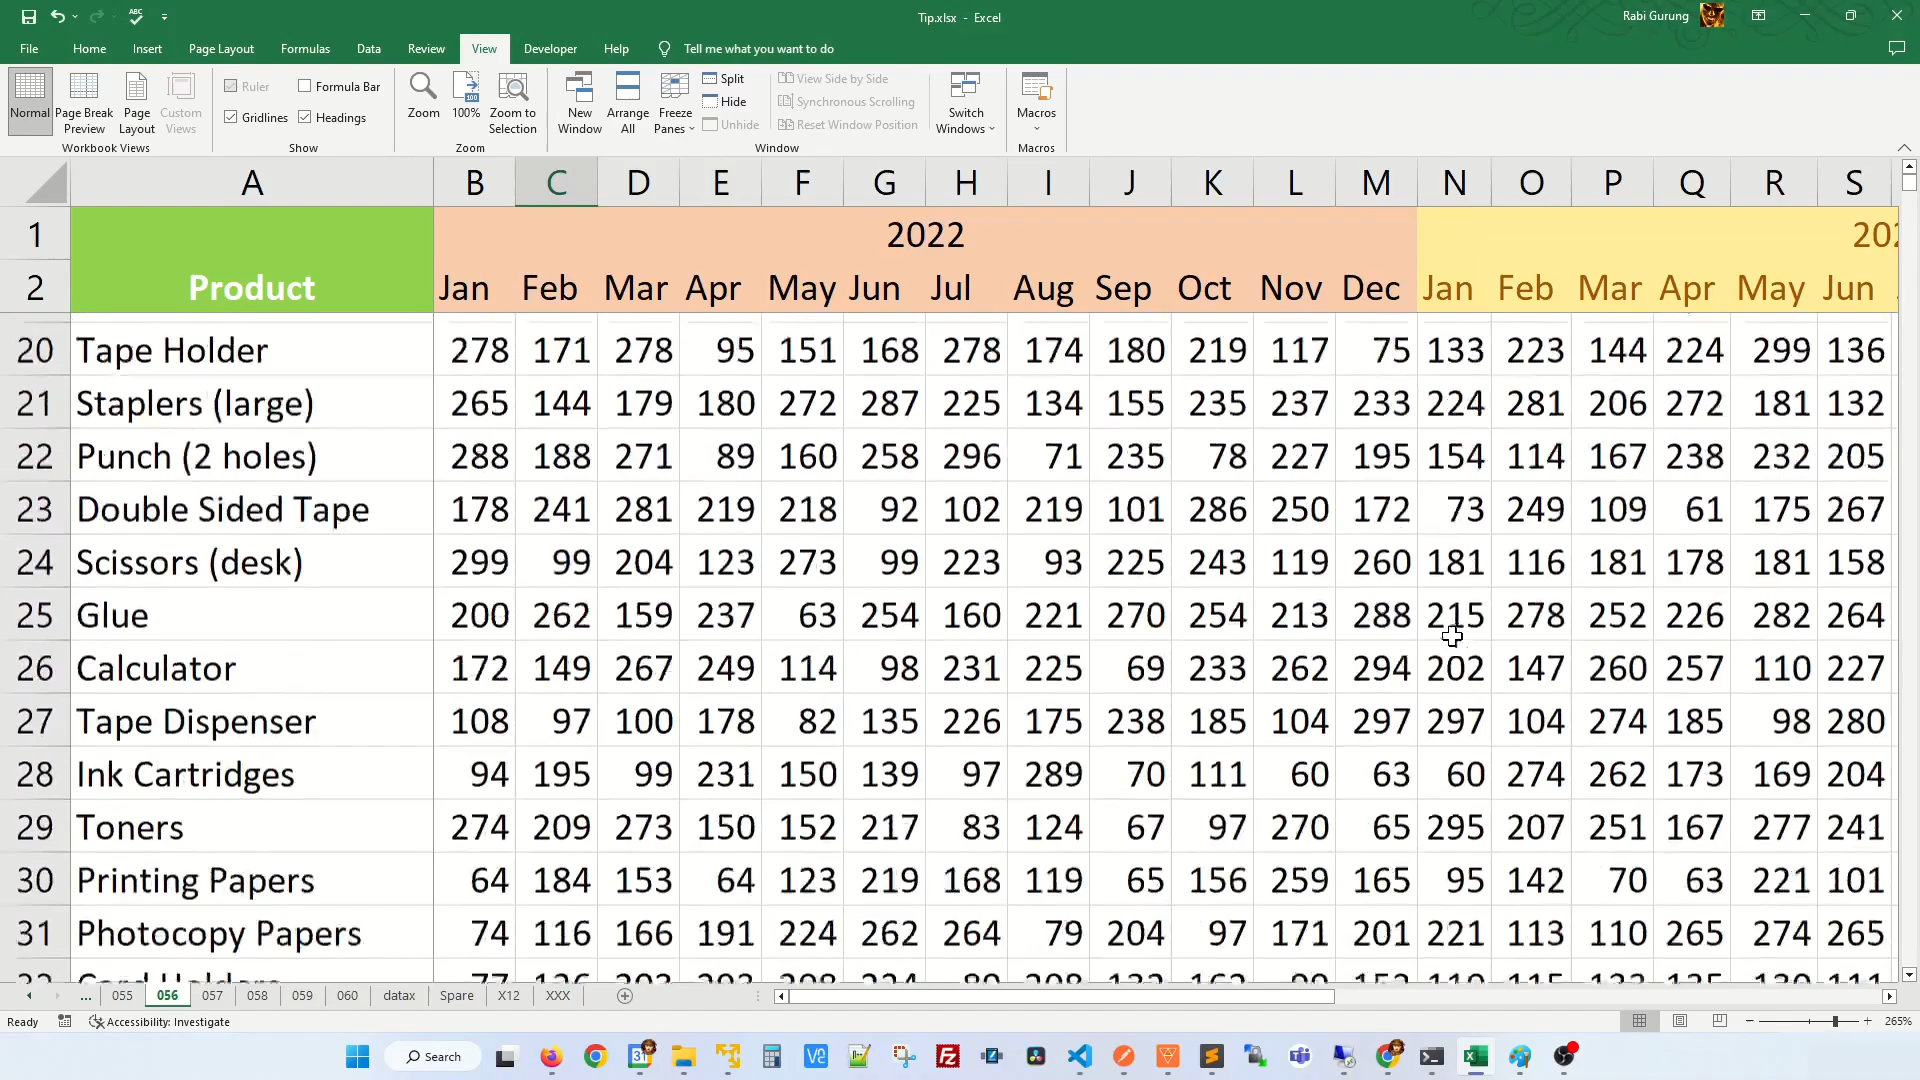 Tip.xlsx - Excel
Rabi Gurung
File Home Insert Page Layout Formulas Data Review View Developer Help Tell me what you want to do
Normal Page Break Preview Page Layout Custom Views
Workbook Views
Ruler Formula Bar
Gridlines Headings
Show
Zoom 100% Zoom to Selection
Zoom
New Window Arrange All Freeze Panes
Split
Hide
Unhide
View Side by Side
Synchronous Scrolling
Reset Window Position
Switch Windows
Window
Macros
Macros
A B C D E F G H I J K L M N O P Q R S
1 2022
2 Product Jan Feb Mar Apr May Jun Jul Aug Sep Oct Nov Dec Jan Feb Mar Apr May Jun
20 Tape Holder 278 171 278 95 151 168 278 174 180 219 117 75 133 223 144 224 299 136
21 Staplers (large) 265 144 179 180 272 287 225 134 155 235 237 233 224 281 206 272 181 132
22 Punch (2 holes) 288 188 271 89 160 258 296 71 235 78 227 195 154 114 167 238 232 205
23 Double Sided Tape 178 241 281 219 218 92 102 219 101 286 250 172 73 249 109 61 175 267
24 Scissors (desk) 299 99 204 123 273 99 223 93 225 243 119 260 181 116 181 178 181 158
25 Glue 200 262 159 237 63 254 160 221 270 254 213 288 215 278 252 226 282 264
26 Calculator 172 149 267 249 114 98 231 225 69 233 262 294 202 147 260 257 110 227
27 Tape Dispenser 108 97 100 178 82 135 226 175 238 185 104 297 297 104 274 185 98 280
28 Ink Cartridges 94 195 99 231 150 139 97 289 70 111 60 63 60 274 262 173 169 204
29 Toners 274 209 273 150 152 217 83 124 67 97 270 65 295 207 251 167 277 241
30 Printing Papers 64 184 153 64 123 219 168 119 65 156 259 165 95 142 70 63 221 101
31 Photocopy Papers 74 116 166 191 224 262 264 79 204 97 171 201 221 113 110 265 274 265
... 055 056 057 058 059 060 datax Spare X12 XXX
Ready Accessibility: Investigate 265%
Search